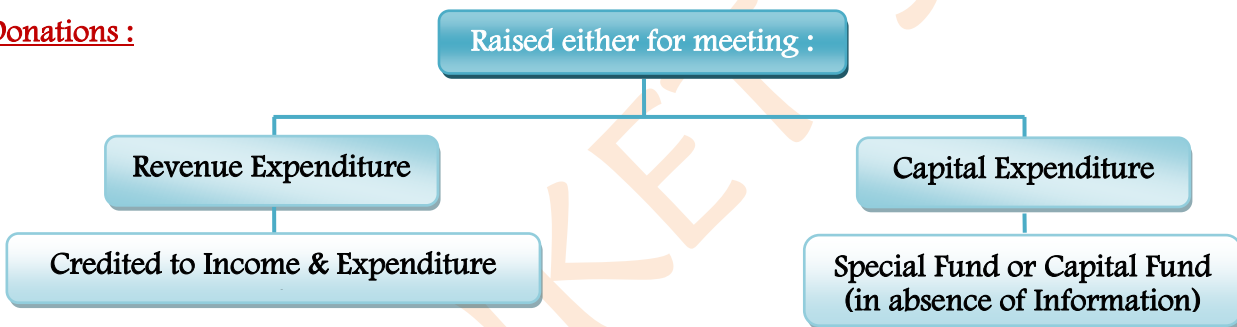 Donations :
Raised either for meeting :
Revenue Expenditure
Capital Expenditure
Credited to Income & Expenditure
Special Fund or Capital Fund
(in absence of Information)